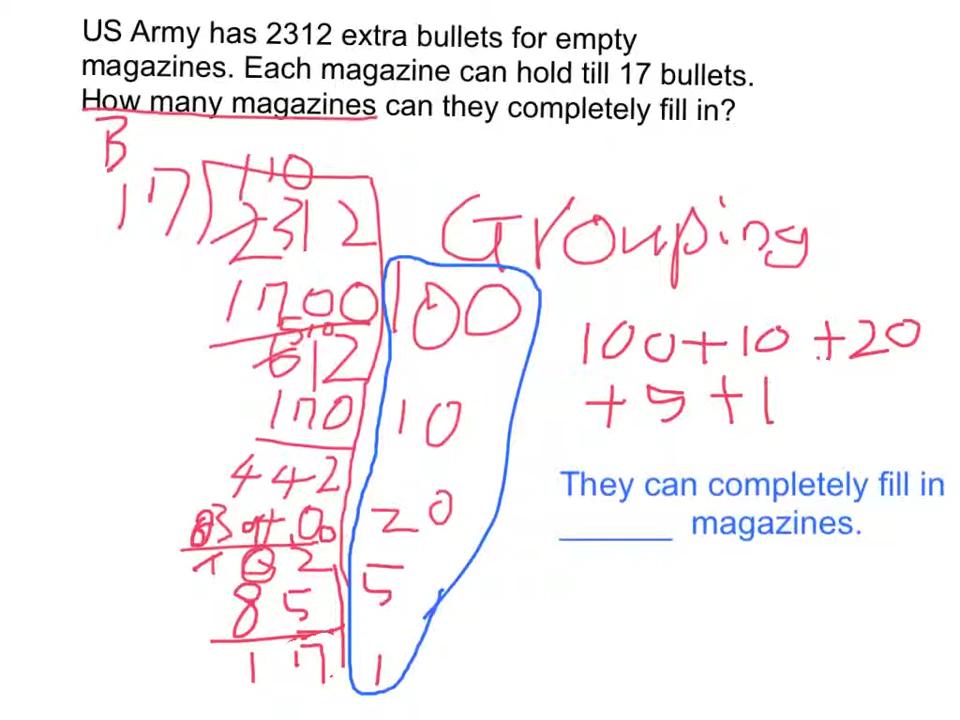 US Army has 2312 extra bullets for empty
magazines. Each magazine can hold till 17 bullets.
How many magazines can they completely fill in?
B
110
17 2312
Grouping
1700 100
612
170 10
442
20
102
85 5
17 1
100+10+20
+5+1
They can completely fill in
______ magazines.